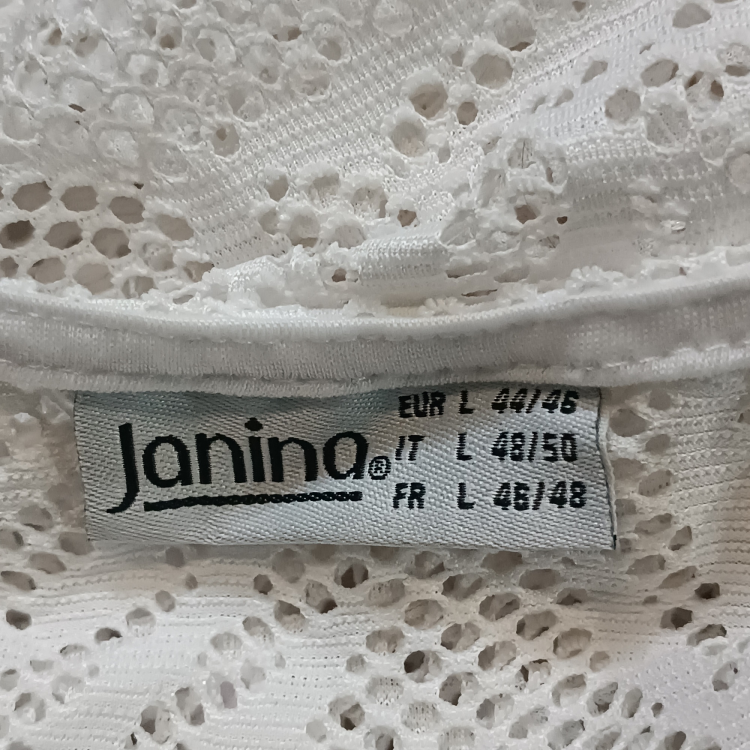 Janina®
EUR L 44/46
IT L 48/50
FR L 46/48